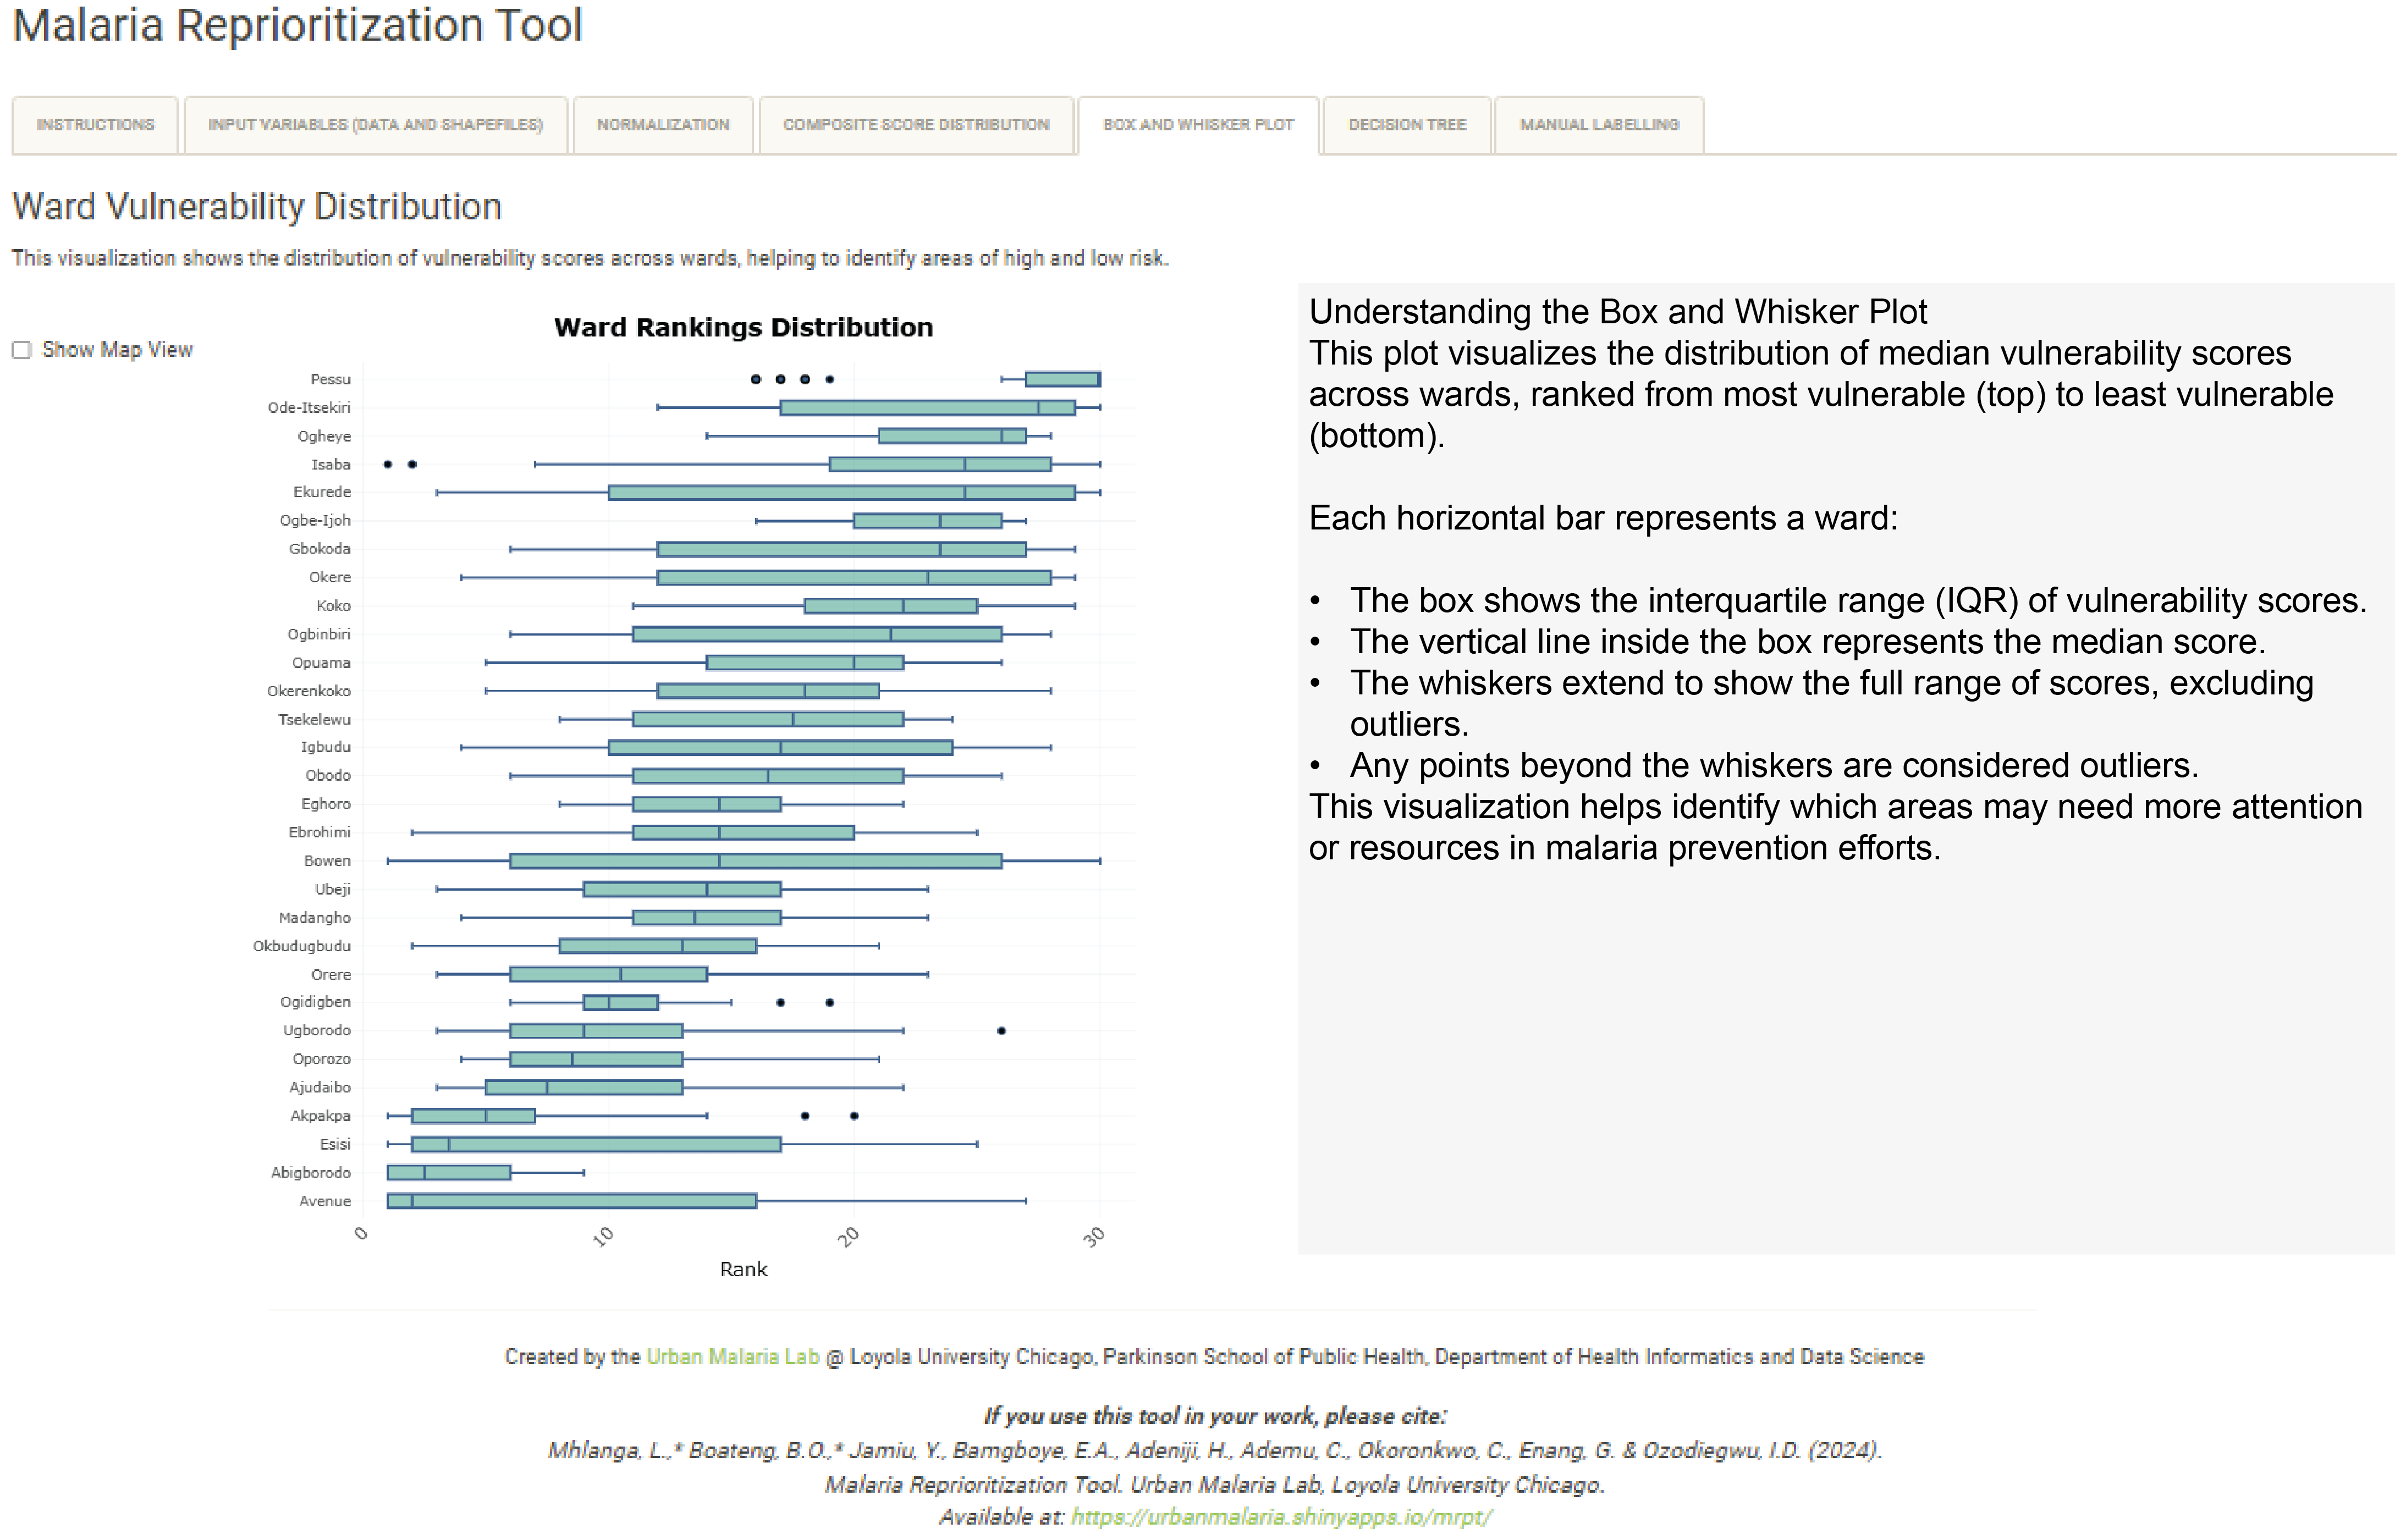 Malaria Reprioritization Tool
INSTRUCTIONS
INPUT VARIABLES (DATA AND SHAPEFILES)
NORMALIZATION
COMPOSITE SCORE DISTRIBUTION
BOX AND WHISKER PLOT
DECISION TREE
MANUAL LABELLING
Ward Vulnerability Distribution
This visualization shows the distribution of vulnerability scores across wards, helping to identify areas of high and low risk.
Show Map View
Ward Rankings Distribution
Pessu
Ode-Itsekiri
Ogheye
Isaba
Ekurede
Ogbe-Ijoh
Gbokoda
Okere
Koko
Ogbinbiri
Opuama
Okerenkoko
Tsekelewu
Igbudu
Obodo
Eghoro
Ebrohimi
Bowen
Ubeji
Madangho
Okbudugbudu
Orere
Ogidigben
Ugborodo
Oporozo
Ajudaibo
Akpakpa
Esisi
Abigborodo
Avenue
0
10
20
30
Rank
Understanding the Box and Whisker Plot
This plot visualizes the distribution of median vulnerability scores
across wards, ranked from most vulnerable (top) to least vulnerable
(bottom).
Each horizontal bar represents a ward:
• The box shows the interquartile range (IQR) of vulnerability scores.
• The vertical line inside the box represents the median score.
• The whiskers extend to show the full range of scores, excluding
outliers.
• Any points beyond the whiskers are considered outliers.
This visualization helps identify which areas may need more attention
or resources in malaria prevention efforts.
Created by the Urban Malaria Lab @ Loyola University Chicago, Parkinson School of Public Health, Department of Health Informatics and Data Science
If you use this tool in your work, please cite:
Mhlanga, L.,* Boateng, B.O.,* Jamiu, Y., Bamgboye, E.A., Adeniji, H., Ademu, C., Okoronkwo, C., Enang, G. & Ozodiegwu, I.D. (2024).
Malaria Reprioritization Tool. Urban Malaria Lab, Loyola University Chicago.
Available at: https://urbanmalaria.shinyapps.io/mrpt/